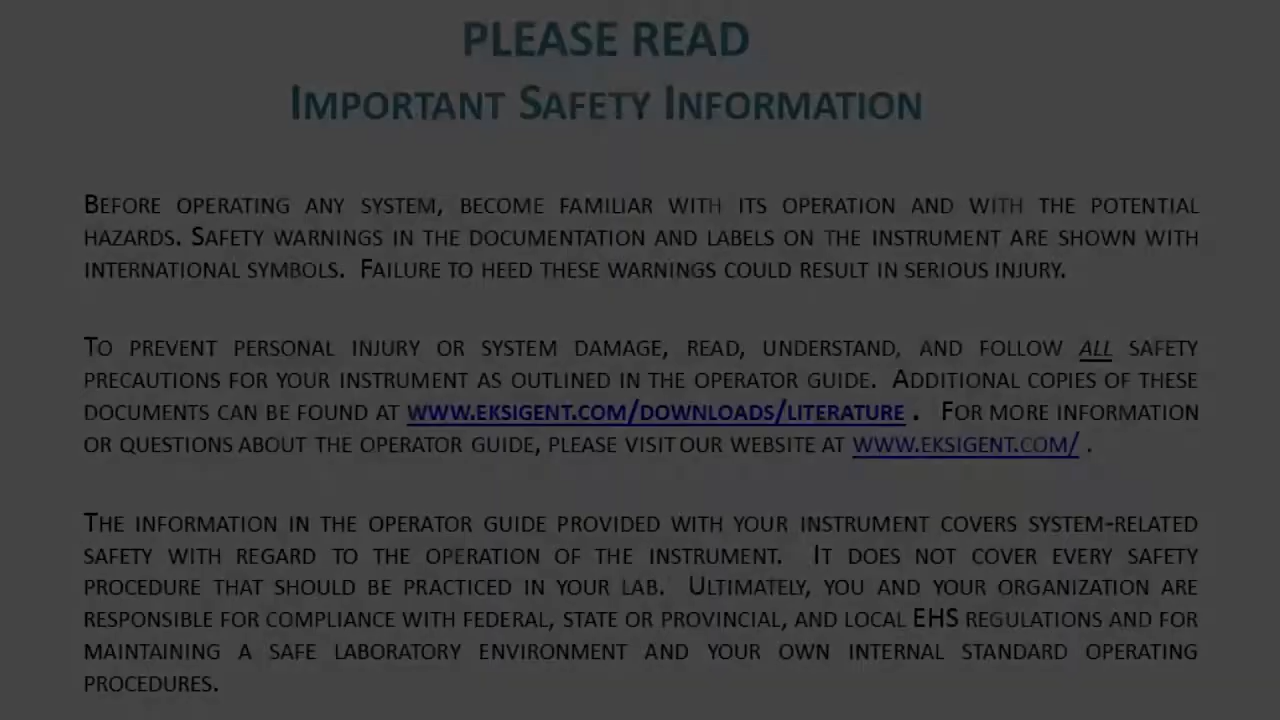 PLEASE READ
IMPORTANT SAFETY INFORMATION
BEFORE OPERATING ANY SYSTEM, BECOME FAMILIAR WITH ITS OPERATION AND WITH THE POTENTIAL
HAZARDS. SAFETY WARNINGS IN THE DOCUMENTATION AND LABELS ON THE INSTRUMENT ARE SHOWN WITH
INTERNATIONAL SYMBOLS. FAILURE TO HEED THESE WARNINGS COULD RESULT IN SERIOUS INJURY.
TO PREVENT PERSONAL INJURY OR SYSTEM DAMAGE, READ, UNDERSTAND, AND FOLLOW ALL SAFETY
PRECAUTIONS FOR YOUR INSTRUMENT AS OUTLINED IN THE OPERATOR GUIDE. ADDITIONAL COPIES OF THESE
DOCUMENTS CAN BE FOUND AT WWW.EKSIGENT.COM/DOWNLOADS/LITERATURE . FOR MORE INFORMATION
OR QUESTIONS ABOUT THE OPERATOR GUIDE, PLEASE VISIT OUR WEBSITE AT WWW.EKSIGENT.COM/ .
THE INFORMATION IN THE OPERATOR GUIDE PROVIDED WITH YOUR INSTRUMENT COVERS SYSTEM-RELATED
SAFETY WITH REGARD TO THE OPERATION OF THE INSTRUMENT. IT DOES NOT COVER EVERY SAFETY
PROCEDURE THAT SHOULD BE PRACTICED IN YOUR LAB. ULTIMATELY, YOU AND YOUR ORGANIZATION ARE
RESPONSIBLE FOR COMPLIANCE WITH FEDERAL, STATE OR PROVINCIAL, AND LOCAL EHS REGULATIONS AND FOR
MAINTAINING A SAFE LABORATORY ENVIRONMENT AND YOUR OWN INTERNAL STANDARD OPERATING
PROCEDURES.